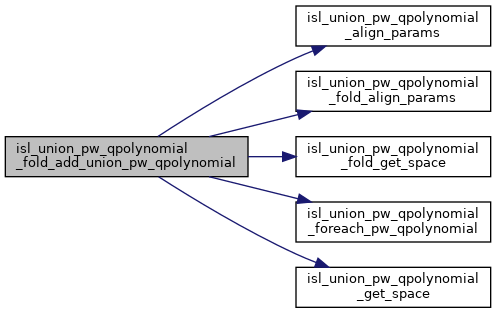 isl_union_pw_qpolynomial
_align_params
isl_union_pw_qpolynomial
_fold_align_params
isl_union_pw_qpolynomial
_fold_add_union_pw_qpolynomial
isl_union_pw_qpolynomial
_fold_get_space
isl_union_pw_qpolynomial
_foreach_pw_qpolynomial
isl_union_pw_qpolynomial
_get_space